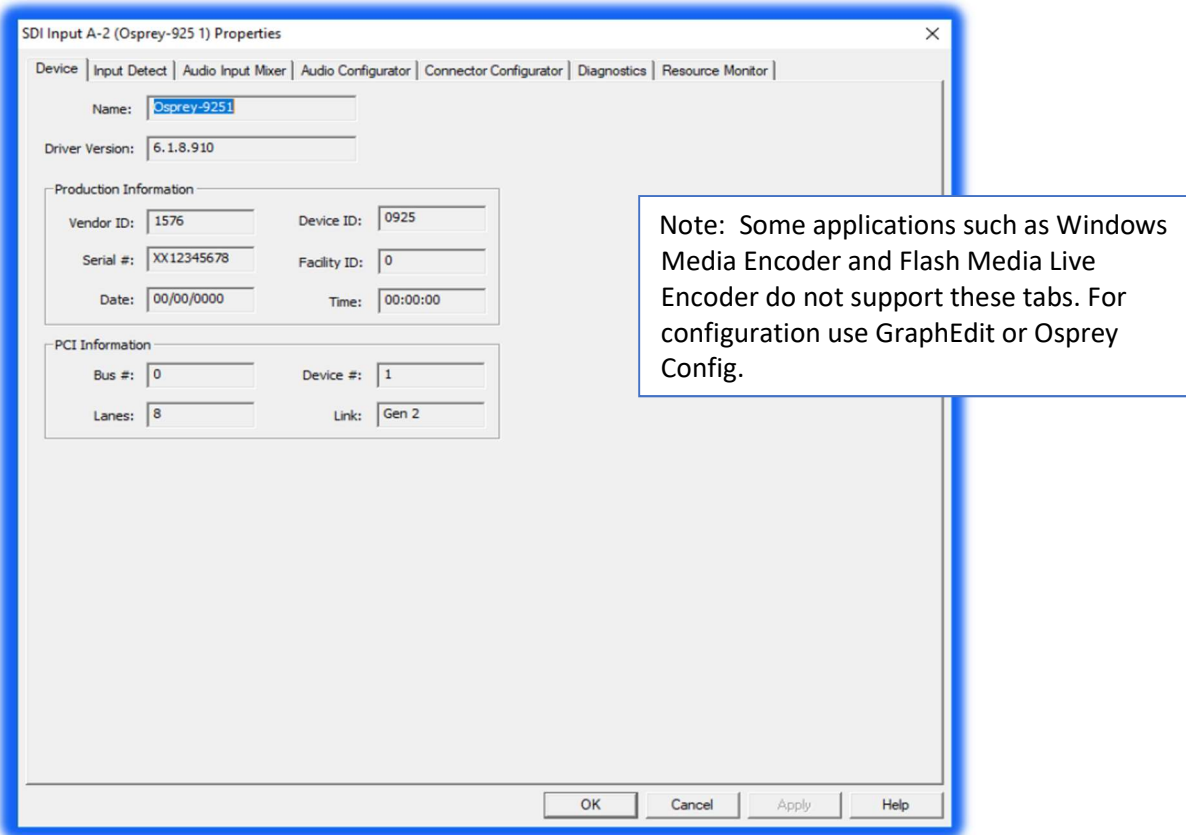 SDI Input A-2 (Osprey-925 1) Properties
Device Input Detect Audio Input Mixer Audio Configurator Connector Configurator Diagnostics Resource Monitor
Name: Osprey-9251
Driver Version: 6.1.8.910
Production Information
Vendor ID: 1576 Device ID: 0925
Serial #: XX12345678 Facility ID: 0
Date: 00/00/0000 Time: 00:00:00
PCI Information
Bus #: 0 Device #: 1
Lanes: 8 Link: Gen 2
Note: Some applications such as Windows
Media Encoder and Flash Media Live
Encoder do not support these tabs. For
configuration use GraphEdit or Osprey
Config.
OK Cancel Apply Help